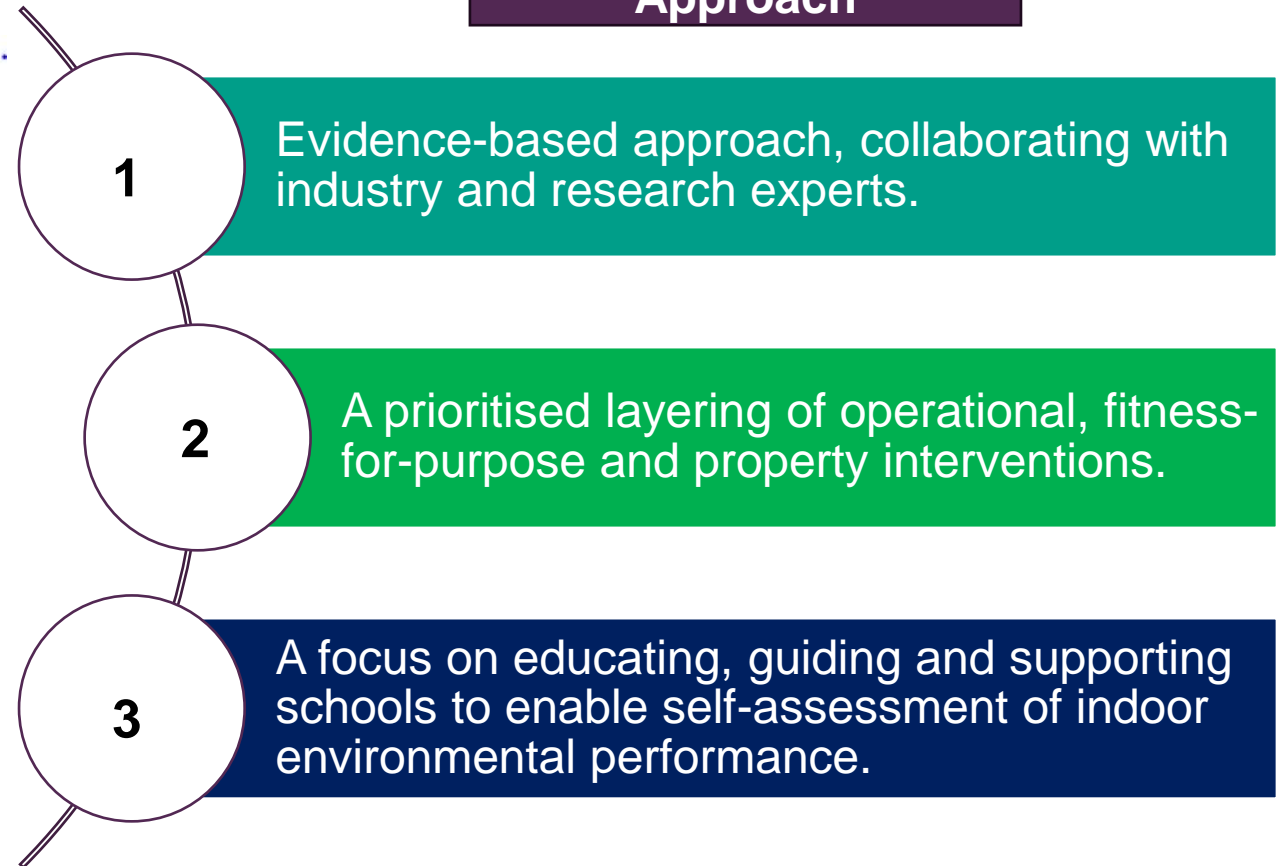 Approach
1
Evidence-based approach, collaborating with
industry and research experts.
2
A prioritised layering of operational, fitness-
for-purpose and property interventions.
3
A focus on educating, guiding and supporting
schools to enable self-assessment of indoor
environmental performance.